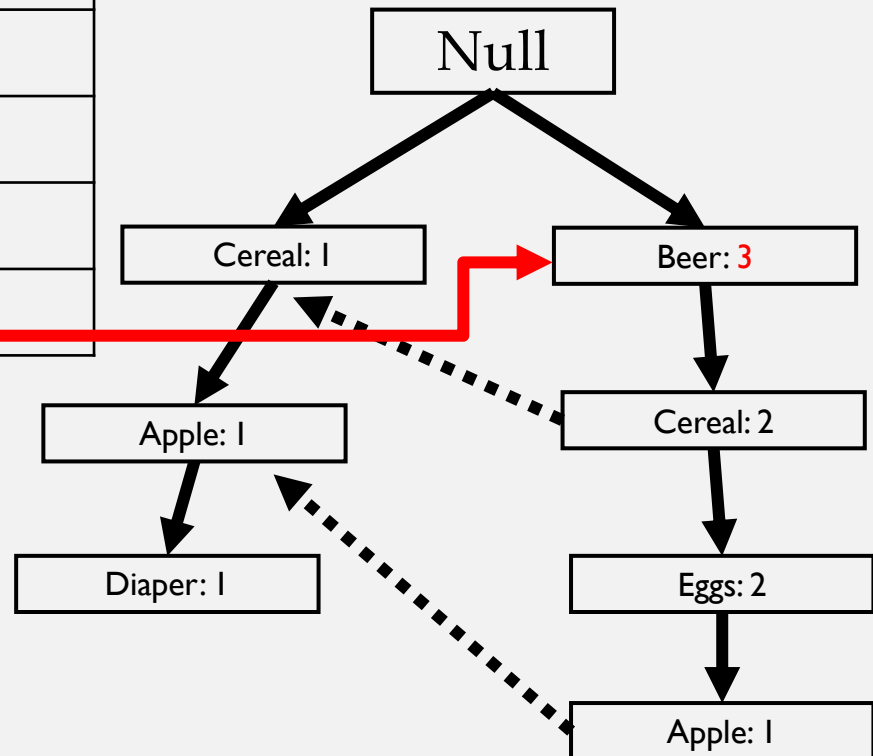 Null
Cereal: 1
Beer: 3
Apple: 1
Cereal: 2
Diaper: 1
Eggs: 2
Apple: 1